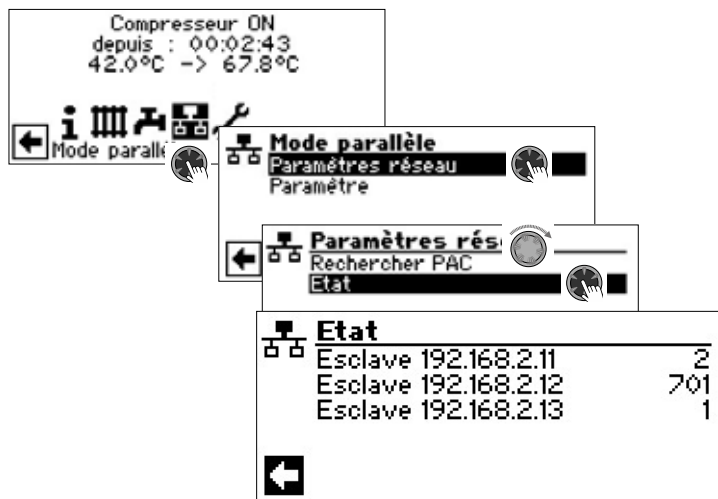 Compresseur ON
depuis : 00:02:43
42.0°C -> 67.8°C
Mode parall
Mode parallèle
Paramètres réseau
Paramètre
Paramètres rés
Rechercher PAC
Etat
Etat
Esclave 192.168.2.11 2
Esclave 192.168.2.12 701
Esclave 192.168.2.13 1